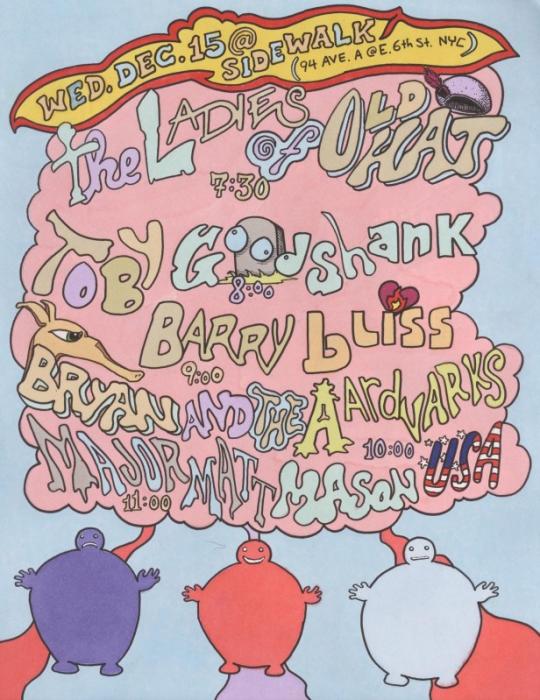 WED. DEC. 15 @ SIDEWALK
(94 AVE. A @ E. 6th St. NYC)
The LADIES of OLD HAT
7:30
TOBY GOODSHANK
8:00
BARRY bLISS
9:00
BRYAN AND THE AArdvARKS
10:00
MAJOR MATT MASON USA
11:00